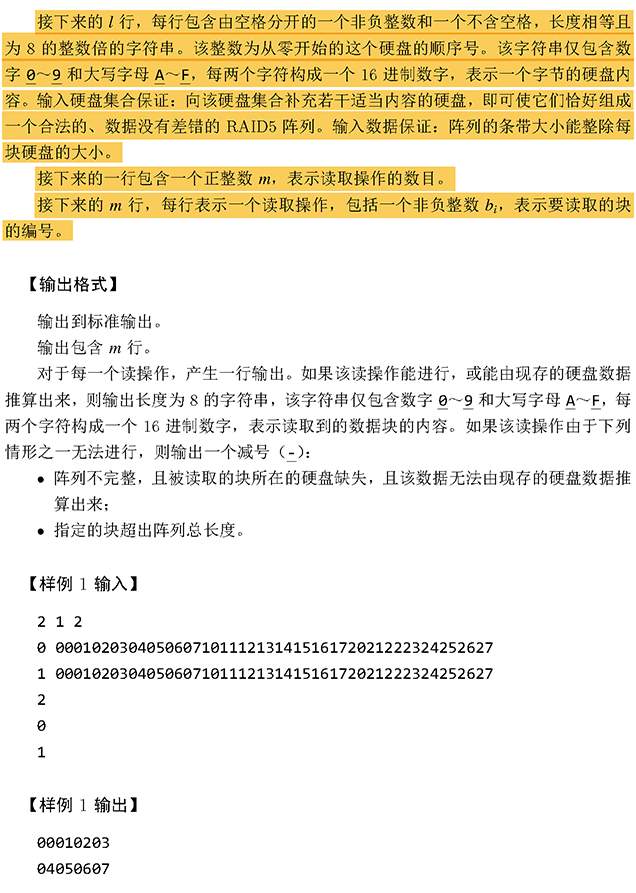 接下来的 l 行，每行包含由空格分开的一个非负整数和一个不含空格，长度相等且
为 8 的整数倍的字符串。该整数为从零开始的这个硬盘的顺序号。该字符串仅包含数
字 0～9 和大写字母 A～F，每两个字符构成一个 16 进制数字，表示一个字节的硬盘内
容。输入硬盘集合保证：向该硬盘集合补充若干适当内容的硬盘，即可使它们恰好组成
一个合法的、数据没有差错的 RAID5 阵列。输入数据保证：阵列的条带大小能整除每
块硬盘的大小。
接下来的一行包含一个正整数 m，表示读取操作的数目。
接下来的 m 行，每行表示一个读取操作，包括一个非负整数 bi，表示要读取的块
的编号。
【输出格式】
输出到标准输出。
输出包含 m 行。
对于每一个读操作，产生一行输出。如果该读操作能进行，或能由现存的硬盘数据
推算出来，则输出长度为 8 的字符串，该字符串仅包含数字 0～9 和大写字母 A～F，每
两个字符构成一个 16 进制数字，表示读取到的数据块的内容。如果该读操作由于下列
情形之一无法进行，则输出一个减号（-）：
• 阵列不完整，且被读取的块所在的硬盘缺失，且该数据无法由现存的硬盘数据推
算出来；
• 指定的块超出阵列总长度。
【样例 1 输入】
2 1 2
0 000102030405060710111213141516172021222324252627
1 000102030405060710111213141516172021222324252627
2
0
1
【样例 1 输出】
00010203
04050607